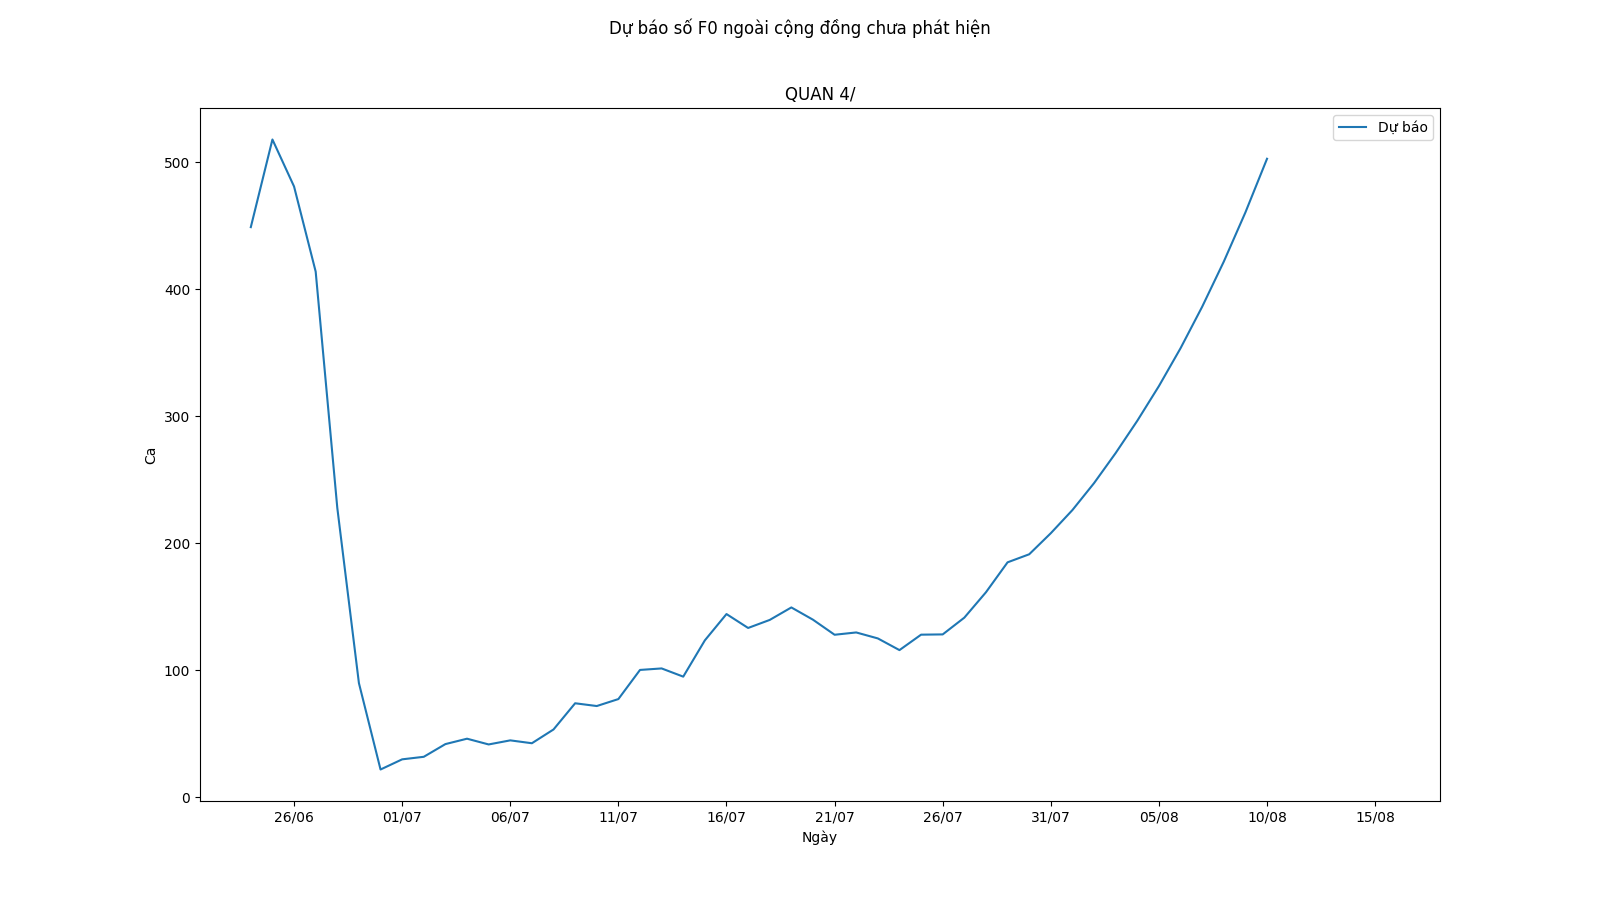 Dự báo số F0 ngoài cộng đồng chưa phát hiện
QUAN 4/
Dự báo
500
400
300
200
100
0
Ca
26/06 01/07 06/07 11/07 16/07 21/07 26/07 31/07 05/08 10/08 15/08
Ngày